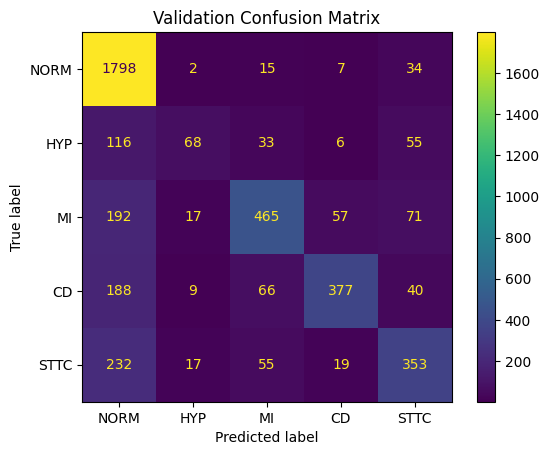 Validation Confusion Matrix
True label
NORM 1798 2 15 7 34
HYP 116 68 33 6 55
MI 192 17 465 57 71
CD 188 9 66 377 40
STTC 232 17 55 19 353
NORM HYP MI CD STTC
Predicted label
1600
1400
1200
1000
800
600
400
200